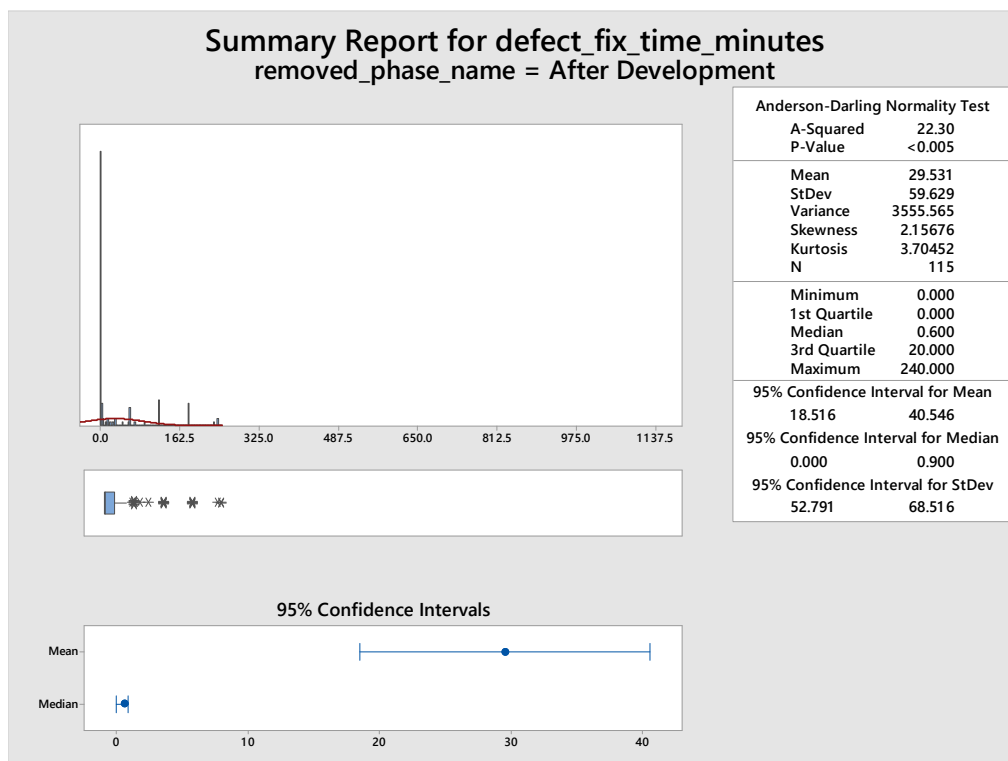 Summary Report for defect_fix_time_minutes
removed_phase_name = After Development
Anderson-Darling Normality Test
A-Squared 22.30
P-Value <0.005
Mean 29.531
StDev 59.629
Variance 3555.565
Skewness 2.15676
Kurtosis 3.70452
N 115
Minimum 0.000
1st Quartile 0.000
Median 0.600
3rd Quartile 20.000
Maximum 240.000
95% Confidence Interval for Mean
18.516 40.546
95% Confidence Interval for Median
0.000 0.900
95% Confidence Interval for StDev
52.791 68.516
0.0 162.5 325.0 487.5 650.0 812.5 975.0 1137.5
95% Confidence Intervals
Mean
Median
0 10 20 30 40